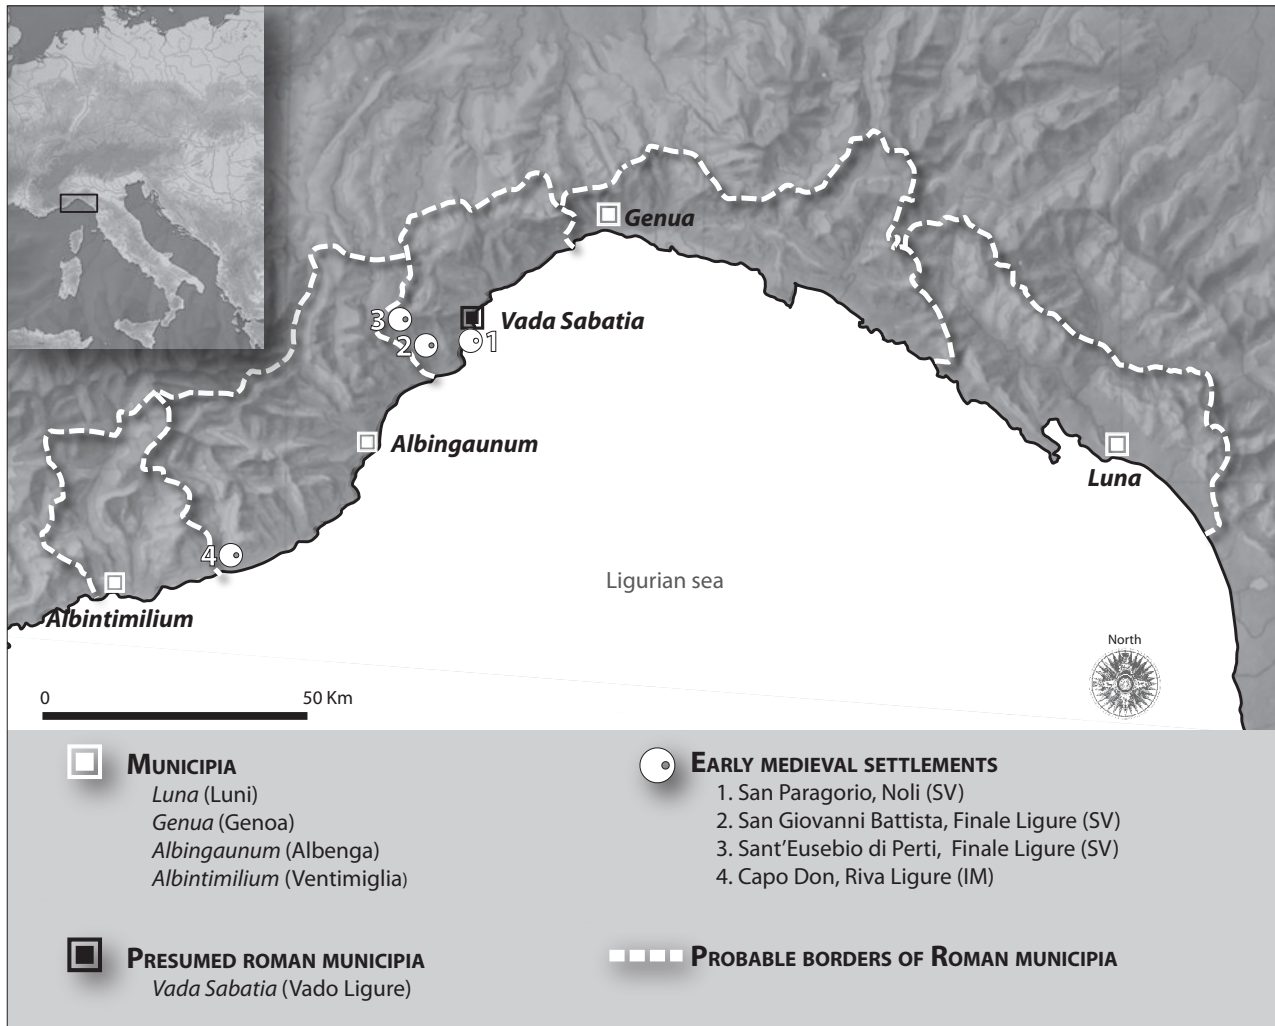 Genua
3
Vada Sabatia
2
1
Albingaunum
Luna
4
Ligurian sea
Albintimilium
North
0 50 Km
MUNICIPIA
Luna (Luni)
Genua (Genoa)
Albingaunum (Albenga)
Albintimilium (Ventimiglia)
PRESUMED ROMAN MUNICIPIA
Vada Sabatia (Vado Ligure)
EARLY MEDIEVAL SETTLEMENTS
1. San Paragorio, Noli (SV)
2. San Giovanni Battista, Finale Ligure (SV)
3. Sant'Eusebio di Perti, Finale Ligure (SV)
4. Capo Don, Riva Ligure (IM)
PROBABLE BORDERS OF ROMAN MUNICIPIA